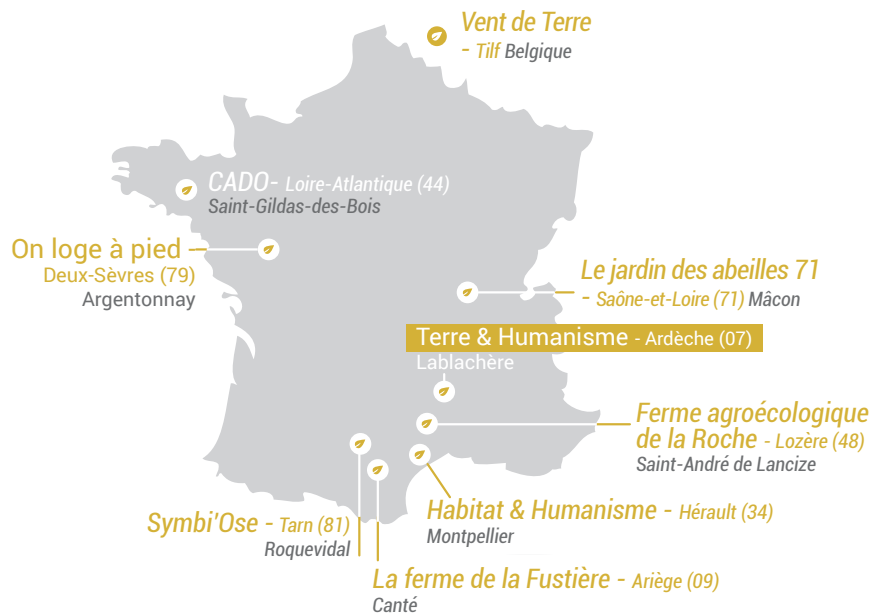 Vent de Terre
- Tilf Belgique
CADO- Loire-Atlantique (44)
Saint-Gildas-des-Bois
On loge à pied
Deux-Sèvres (79)
Argentonnay
Le jardin des abeilles 71
- Saône-et-Loire (71) Mâcon
Terre & Humanisme - Ardèche (07)
Lablachère
Ferme agroécologique
de la Roche - Lozère (48)
Saint-André de Lancize
Habitat & Humanisme - Hérault (34)
Montpellier
Symbi'Ose - Tarn (81)
Roquevidal
La ferme de la Fustière - Ariège (09)
Canté